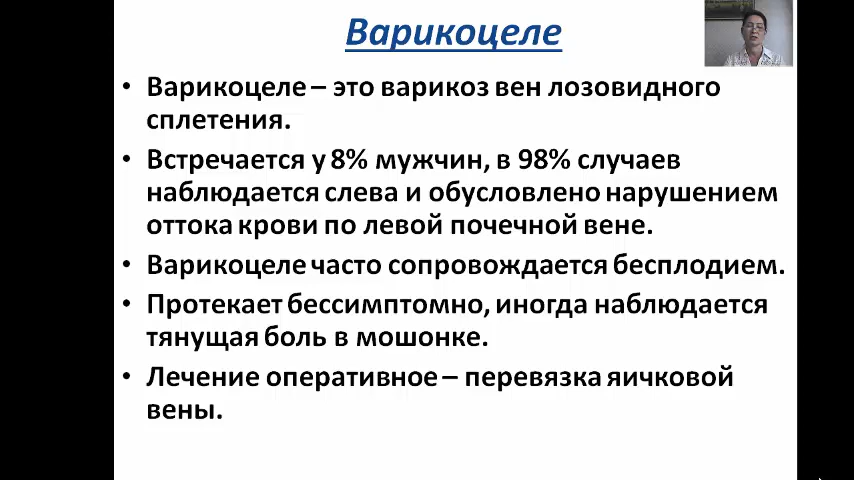 Варикоцеле
• Варикоцеле – это варикоз вен лозовидного
сплетения.
• Встречается у 8% мужчин, в 98% случаев
наблюдается слева и обусловлено нарушением
оттока крови по левой почечной вене.
• Варикоцеле часто сопровождается бесплодием.
• Протекает бессимптомно, иногда наблюдается
тянущая боль в мошонке.
• Лечение оперативное – перевязка яичковой
вены.